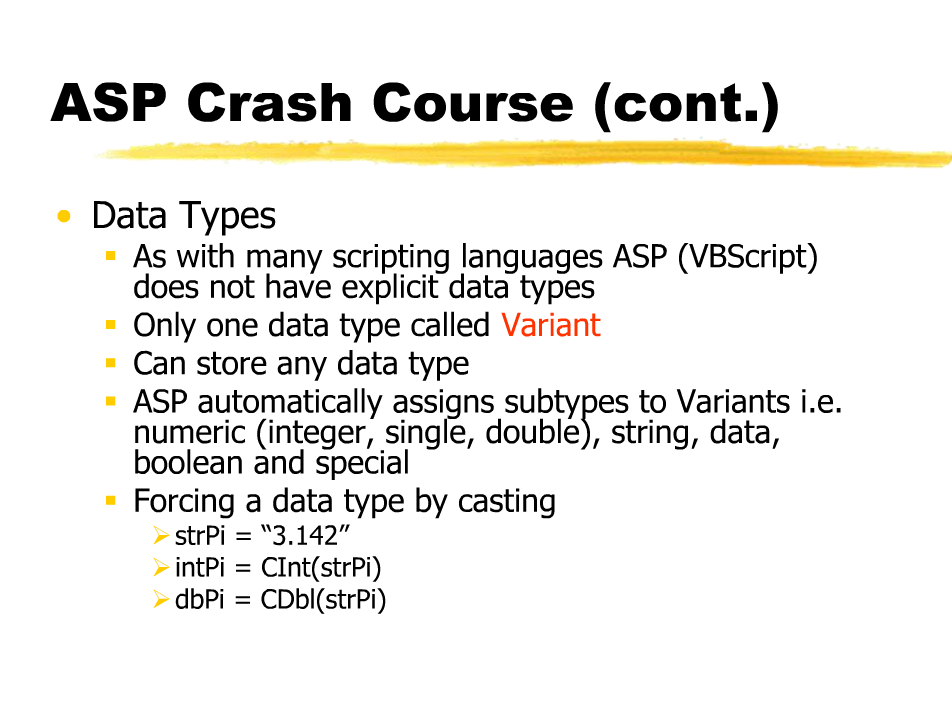 ASP Crash Course (cont.)
• Data Types
▪ As with many scripting languages ASP (VBScript)
does not have explicit data types
▪ Only one data type called Variant
▪ Can store any data type
▪ ASP automatically assigns subtypes to Variants i.e.
numeric (integer, single, double), string, data,
boolean and special
▪ Forcing a data type by casting
➢ strPi = “3.142”
➢ intPi = CInt(strPi)
➢ dbPi = CDbl(strPi)